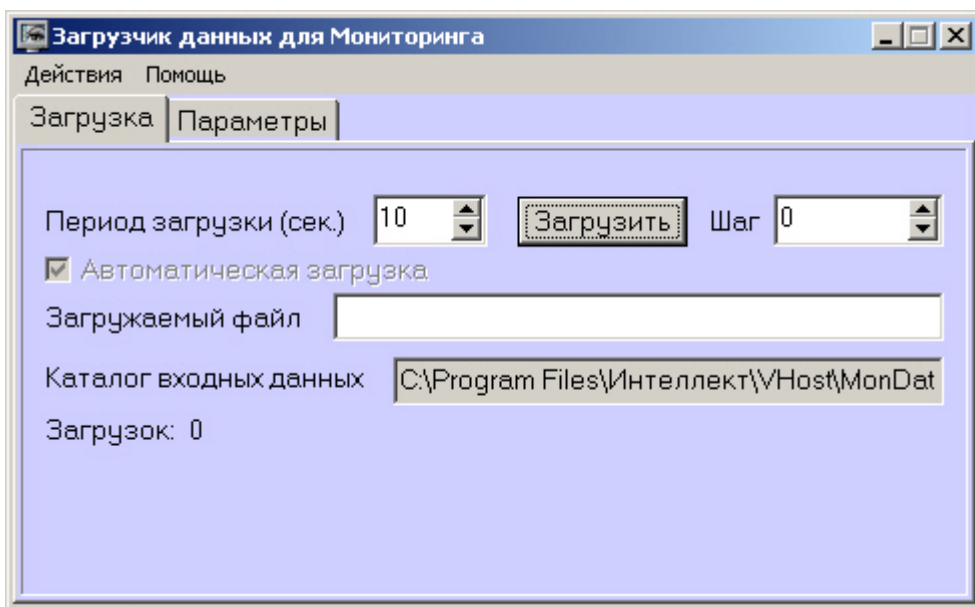 Загрузчик данных для Мониторинга
Действия Помощь
Загрузка Параметры
Период загрузки (сек.) 10 Загрузить Шаг 0
Автоматическая загрузка
Загружаемый файл
Каталог входных данных C:\Program Files\Интеллект\VHost\MonDat
Загрузок: 0